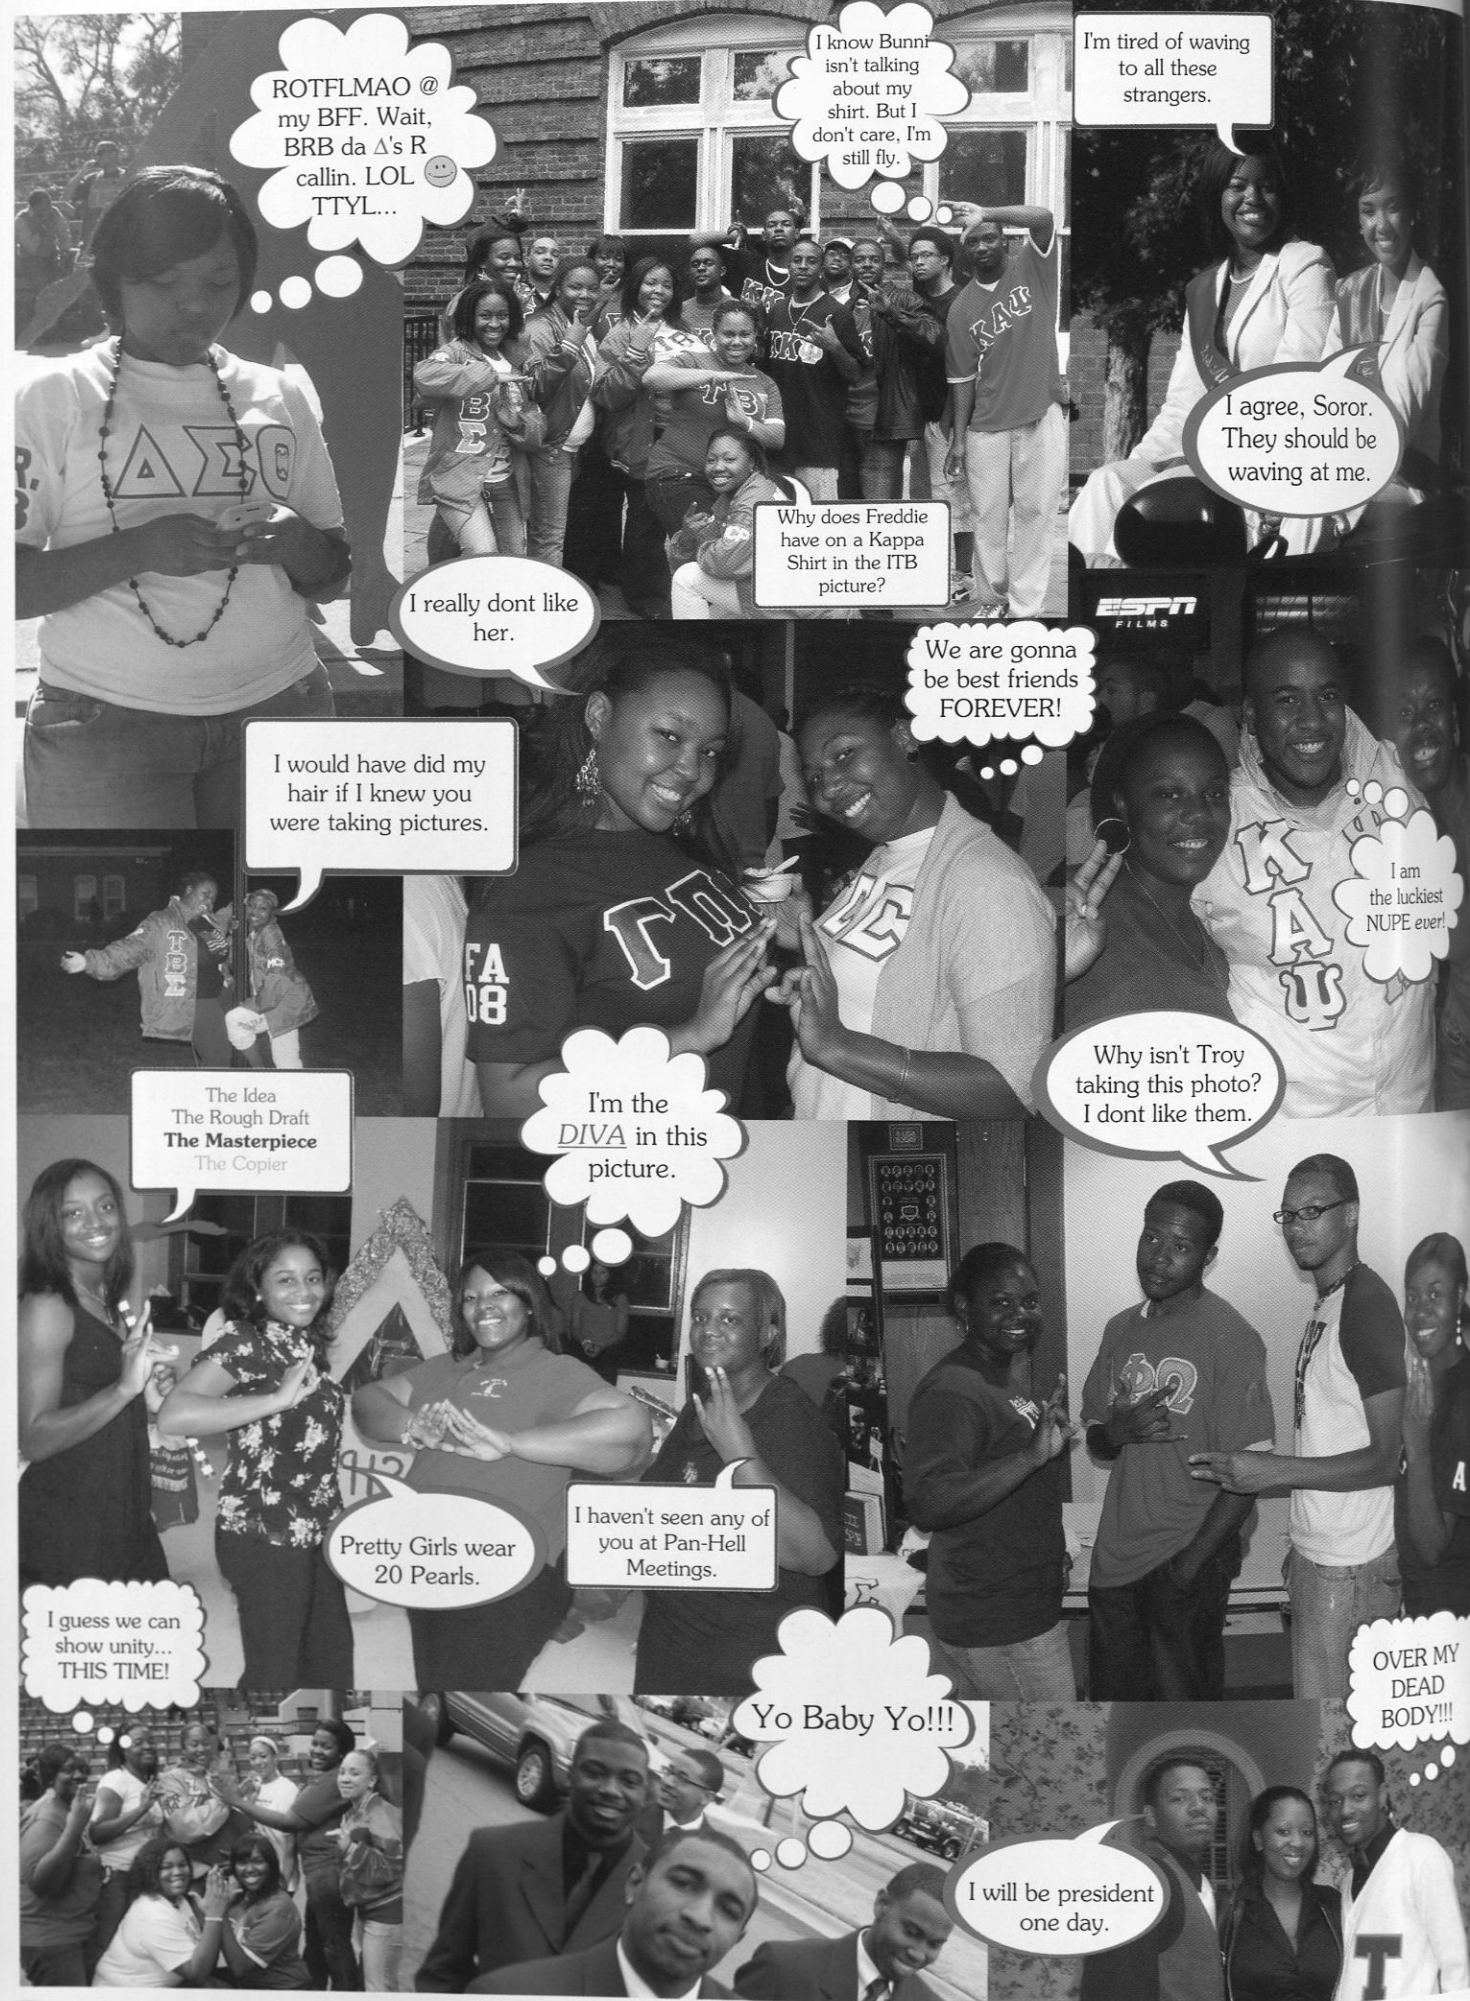 ROTFLMAO @
my BFF. Wait,
BRB da Δ's R
callin. LOL
TTYL...
I know Bunni
isn't talking
about my
shirt. But I
don't care, I'm
still fly.
I'm tired of waving
to all these
strangers.
I agree, Soror.
They should be
waving at me.
ΔΣΘ
ΚΑΨ
Why does Freddie
have on a Kappa
Shirt in the ITB
picture?
I really dont like
her.
We are gonna
be best friends
FOREVER!
ESPN
FILMS
I would have did my
hair if I knew you
were taking pictures.
ΤΒΣ
FA
08
Κ
Α
Ψ
I am
the luckiest
NUPE ever!
The Idea
The Rough Draft
The Masterpiece
The Copier
I'm the
DIVA in this
picture.
Why isn't Troy
taking this photo?
I dont like them.
ΦΩ
Pretty Girls wear
20 Pearls.
I haven't seen any of
you at Pan-Hell
Meetings.
I guess we can
show unity...
THIS TIME!
Yo Baby Yo!!!
OVER MY
DEAD
BODY!!!
I will be president
one day.
T